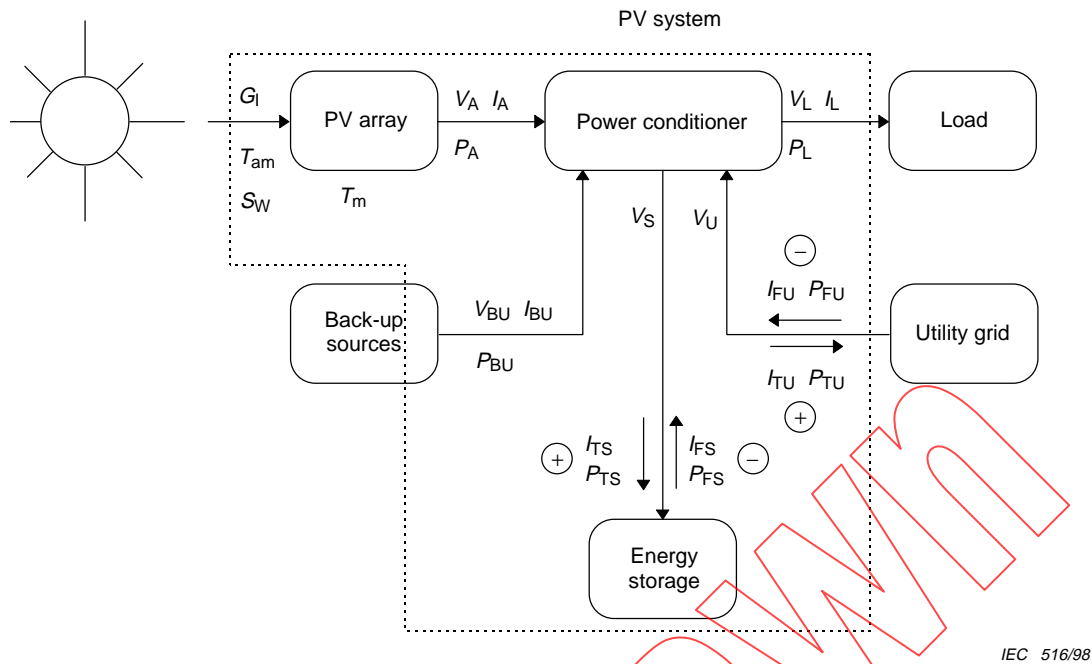 PV system
G_I
T_am
S_W
PV array
T_m
V_A I_A
P_A
Power conditioner
V_L I_L
P_L
Load
V_S
V_U
−
I_FU P_FU
Back-up
sources
V_BU I_BU
P_BU
Utility grid
I_TU P_TU
+
+
I_TS
P_TS
I_FS
P_FS
−
Energy
storage
IEC 516/98